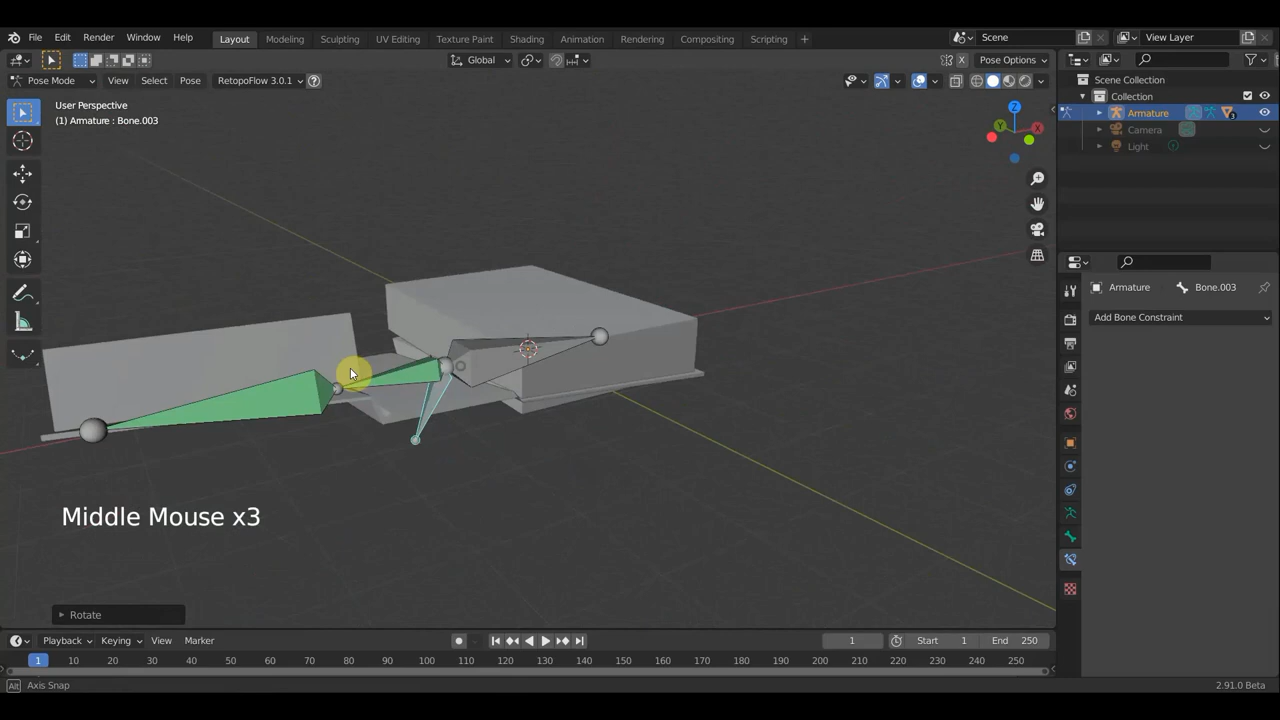 File Edit Render Window Help
Layout Modeling Sculpting UV Editing Texture Paint Shading Animation Rendering Compositing Scripting +
Scene View Layer
Global Pose Options
Pose Mode View Select Pose RetopoFlow 3.0.1 ?
Scene Collection
Collection
Armature 3
Camera
Light
User Perspective
(1) Armature : Bone.003
Z
Y
X
Armature Bone.003
Add Bone Constraint
Middle Mouse x3
Rotate
Playback Keying View Marker 1 Start 1 End 250
1 10 20 30 40 50 60 70 80 90 100 110 120 130 140 150 160 170 180 190 200 210 220 230 240 250
Alt Axis Snap 2.91.0 Beta